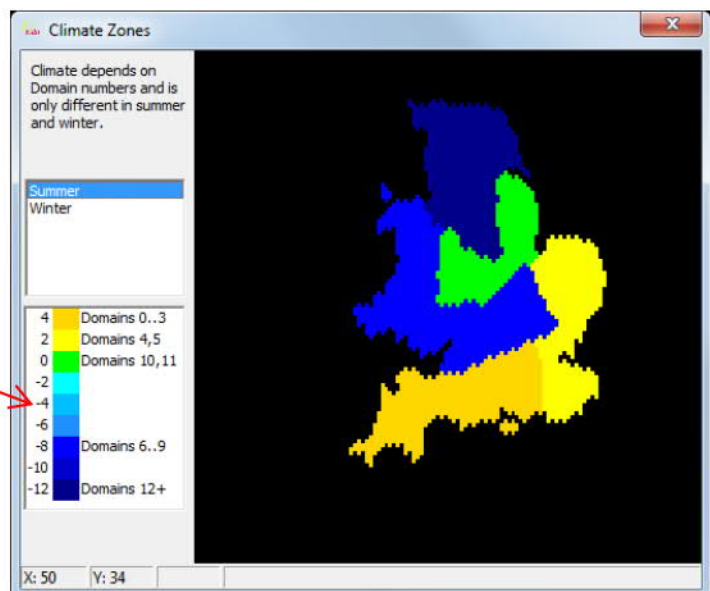 Climate Zones
Climate depends on
Domain numbers and is
only different in summer
and winter.
Summer
Winter
4 Domains 0..3
2 Domains 4,5
0 Domains 10,11
-2
-4
-6
-8 Domains 6..9
-10
-12 Domains 12+
X: 50 Y: 34